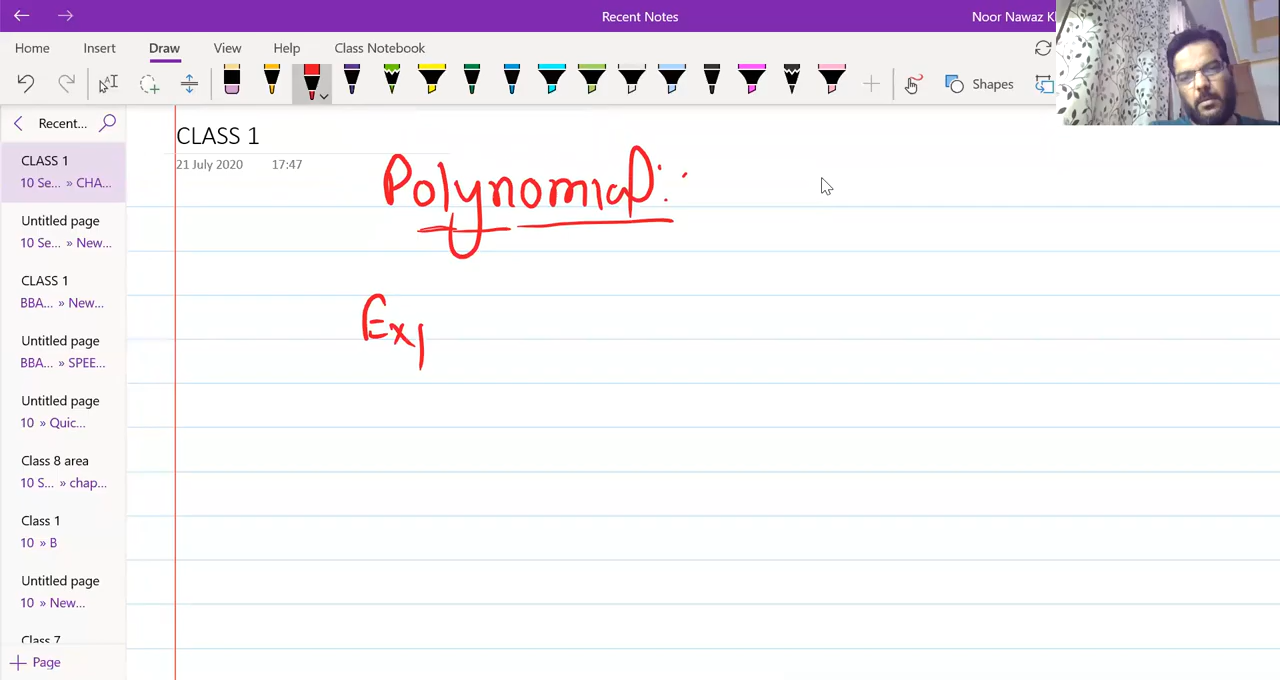 Recent Notes
Noor Nawaz K
Home Insert Draw View Help Class Notebook
Shapes
Recent...
CLASS 1
10 Se... » CHA...
Untitled page
10 Se... » New...
CLASS 1
BBA... » New...
Untitled page
BBA... » SPEE...
Untitled page
10 » Quic...
Class 8 area
10 S... » chap...
Class 1
10 » B
Untitled page
10 » New...
Class 7
+ Page
CLASS 1
21 July 2020 17:47
Polynomial:
Exp